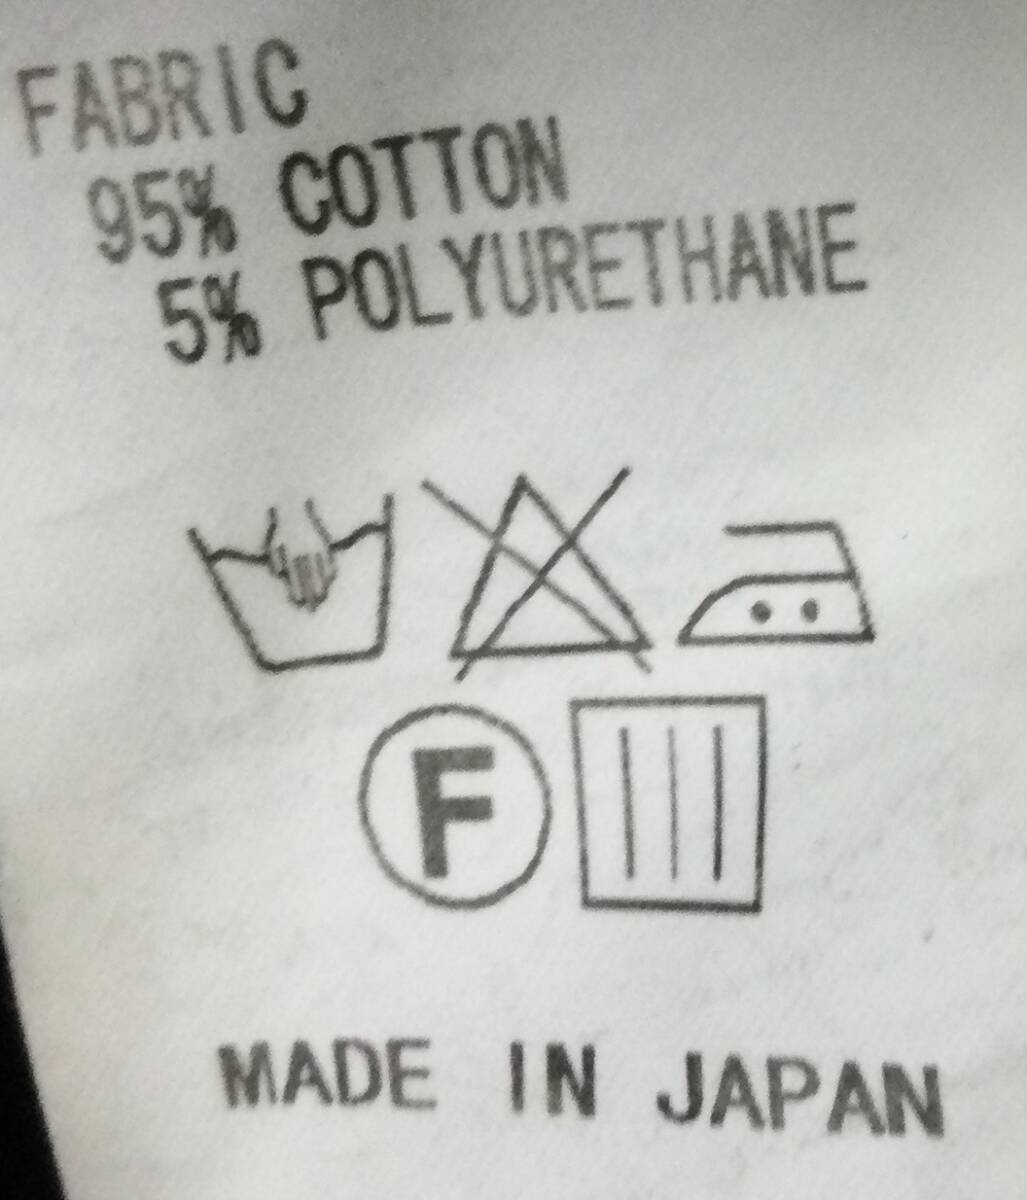 FABRIC
95% COTTON
5% POLYURETHANE
F
MADE IN JAPAN